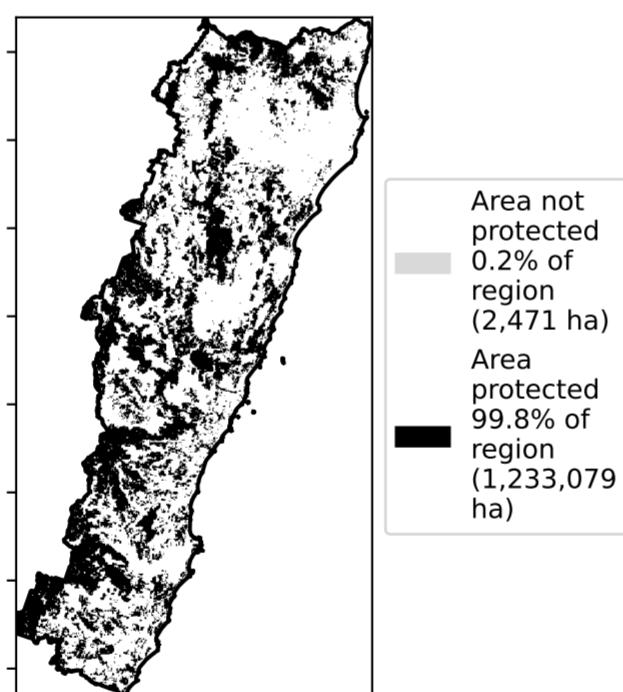 Area not
protected
0.2% of
region
(2,471 ha)
Area
protected
99.8% of
region
(1,233,079
ha)